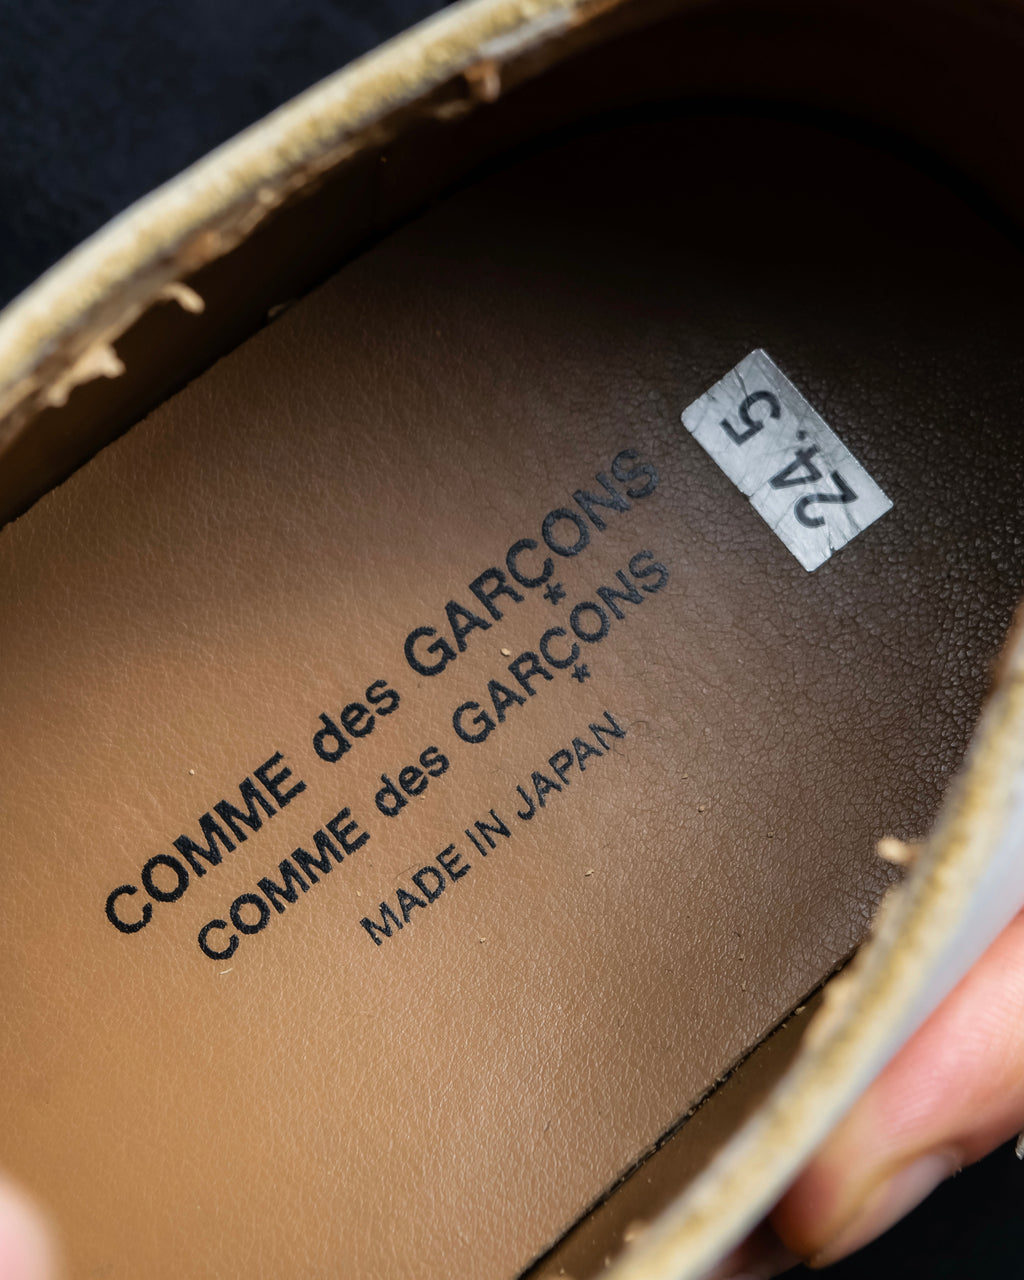 COMME des GARÇONS
COMME des GARÇONS
MADE IN JAPAN
24.5